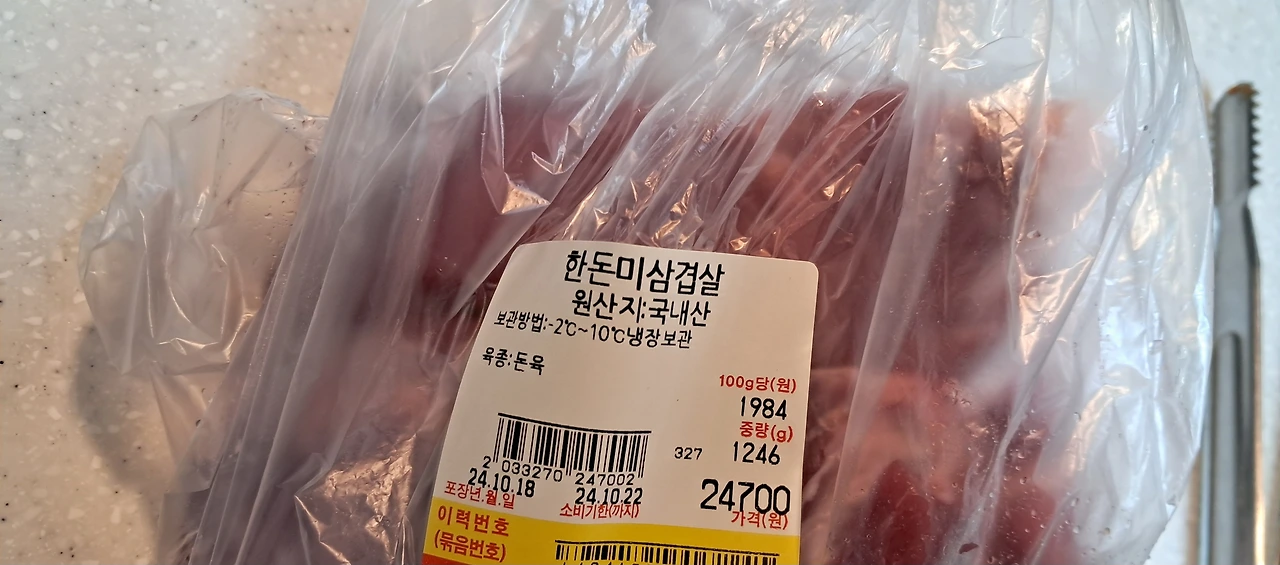 한돈미삼겹살
원산지:국내산
보관방법:-2℃~10℃냉장보관
육종:돈육
100g당(원)
1984
중량(g)
327 1246
2 033270 247002
24.10.18 24.10.22 24700
포장년.월.일 소비기한(까지) 가격(원)
이력번호
(묶음번호)